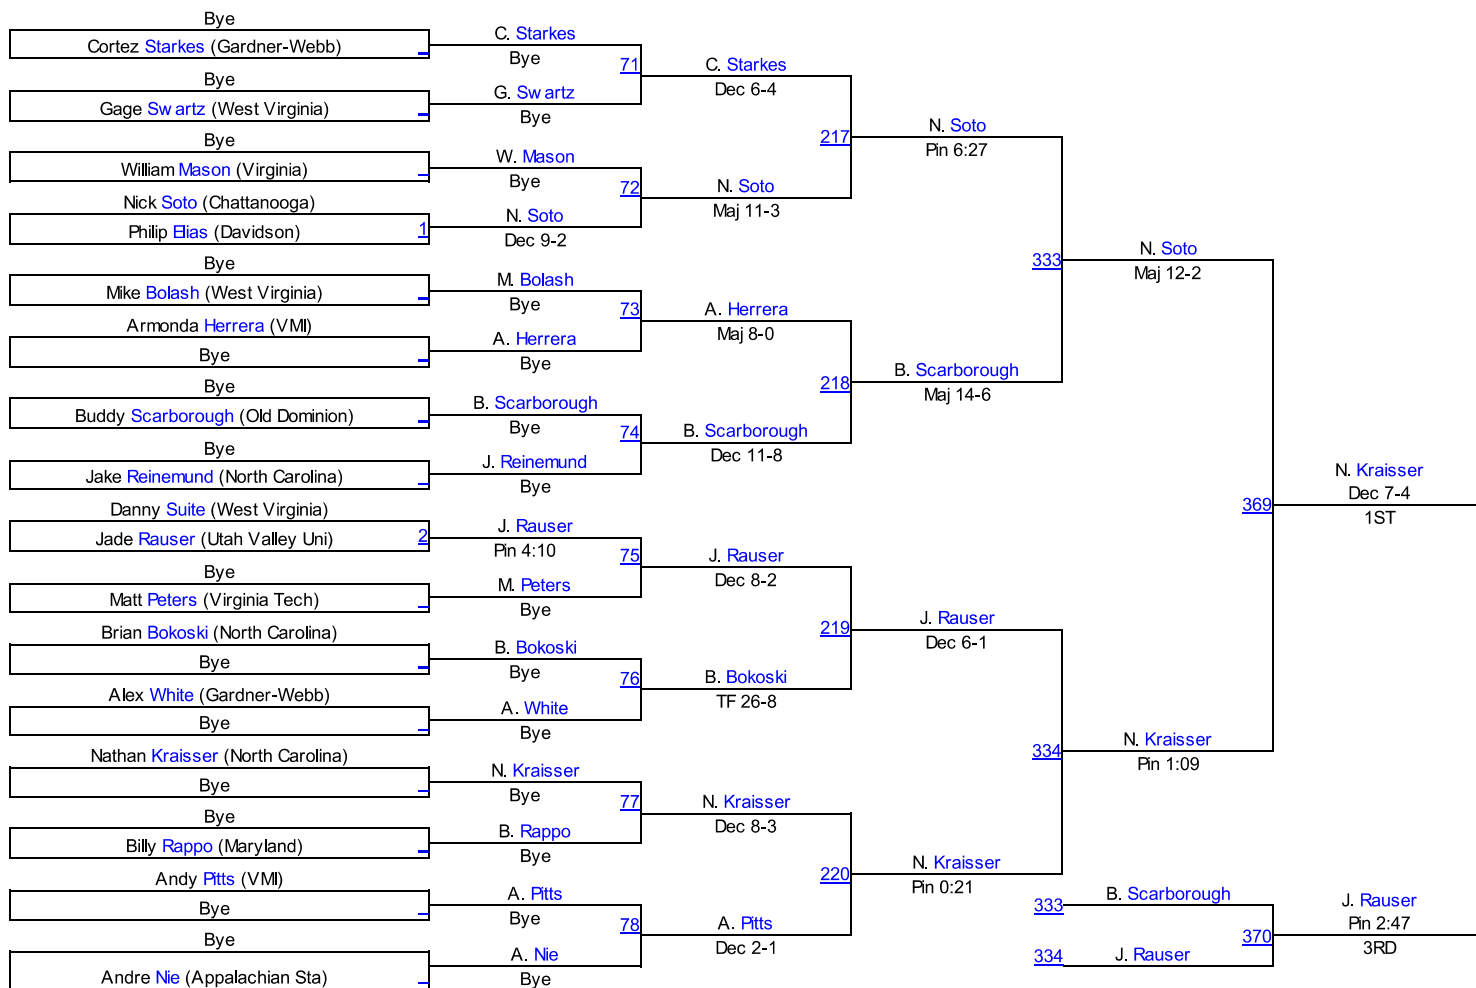 Bye
Cortez Starkes (Gardner-Webb)
Bye
Gage Swartz (West Virginia)
Bye
William Mason (Virginia)
Nick Soto (Chattanooga)
Philip Elias (Davidson) 1
Bye
Mike Bolash (West Virginia)
Armonda Herrera (VMI)
Bye
Bye
Buddy Scarborough (Old Dominion)
Bye
Jake Reinemund (North Carolina)
Danny Suite (West Virginia)
Jade Rauser (Utah Valley Uni) 2
Bye
Matt Peters (Virginia Tech)
Brian Bokoski (North Carolina)
Bye
Alex White (Gardner-Webb)
Bye
Nathan Kraisser (North Carolina)
Bye
Bye
Billy Rappo (Maryland)
Andy Pitts (VMI)
Bye
Bye
Andre Nie (Appalachian Sta)
C. Starkes
Bye
71
G. Swartz
Bye
W. Mason
Bye
72
N. Soto
Dec 9-2
M. Bolash
Bye
73
A. Herrera
Bye
B. Scarborough
Bye
74
J. Reinemund
Bye
J. Rauser
Pin 4:10
75
M. Peters
Bye
B. Bokoski
Bye
76
A. White
Bye
N. Kraisser
Bye
77
B. Rappo
Bye
A. Pitts
Bye
78
A. Nie
Bye
C. Starkes
Dec 6-4
217
N. Soto
Maj 11-3
A. Herrera
Maj 8-0
218
B. Scarborough
Dec 11-8
J. Rauser
Dec 8-2
219
B. Bokoski
TF 26-8
N. Kraisser
Dec 8-3
220
A. Pitts
Dec 2-1
N. Soto
Pin 6:27
333
B. Scarborough
Maj 14-6
J. Rauser
Dec 6-1
334
N. Kraisser
Pin 0:21
N. Soto
Maj 12-2
369
N. Kraisser
Pin 1:09
N. Kraisser
Dec 7-4
1ST
333
B. Scarborough
370
334
J. Rauser
J. Rauser
Pin 2:47
3RD